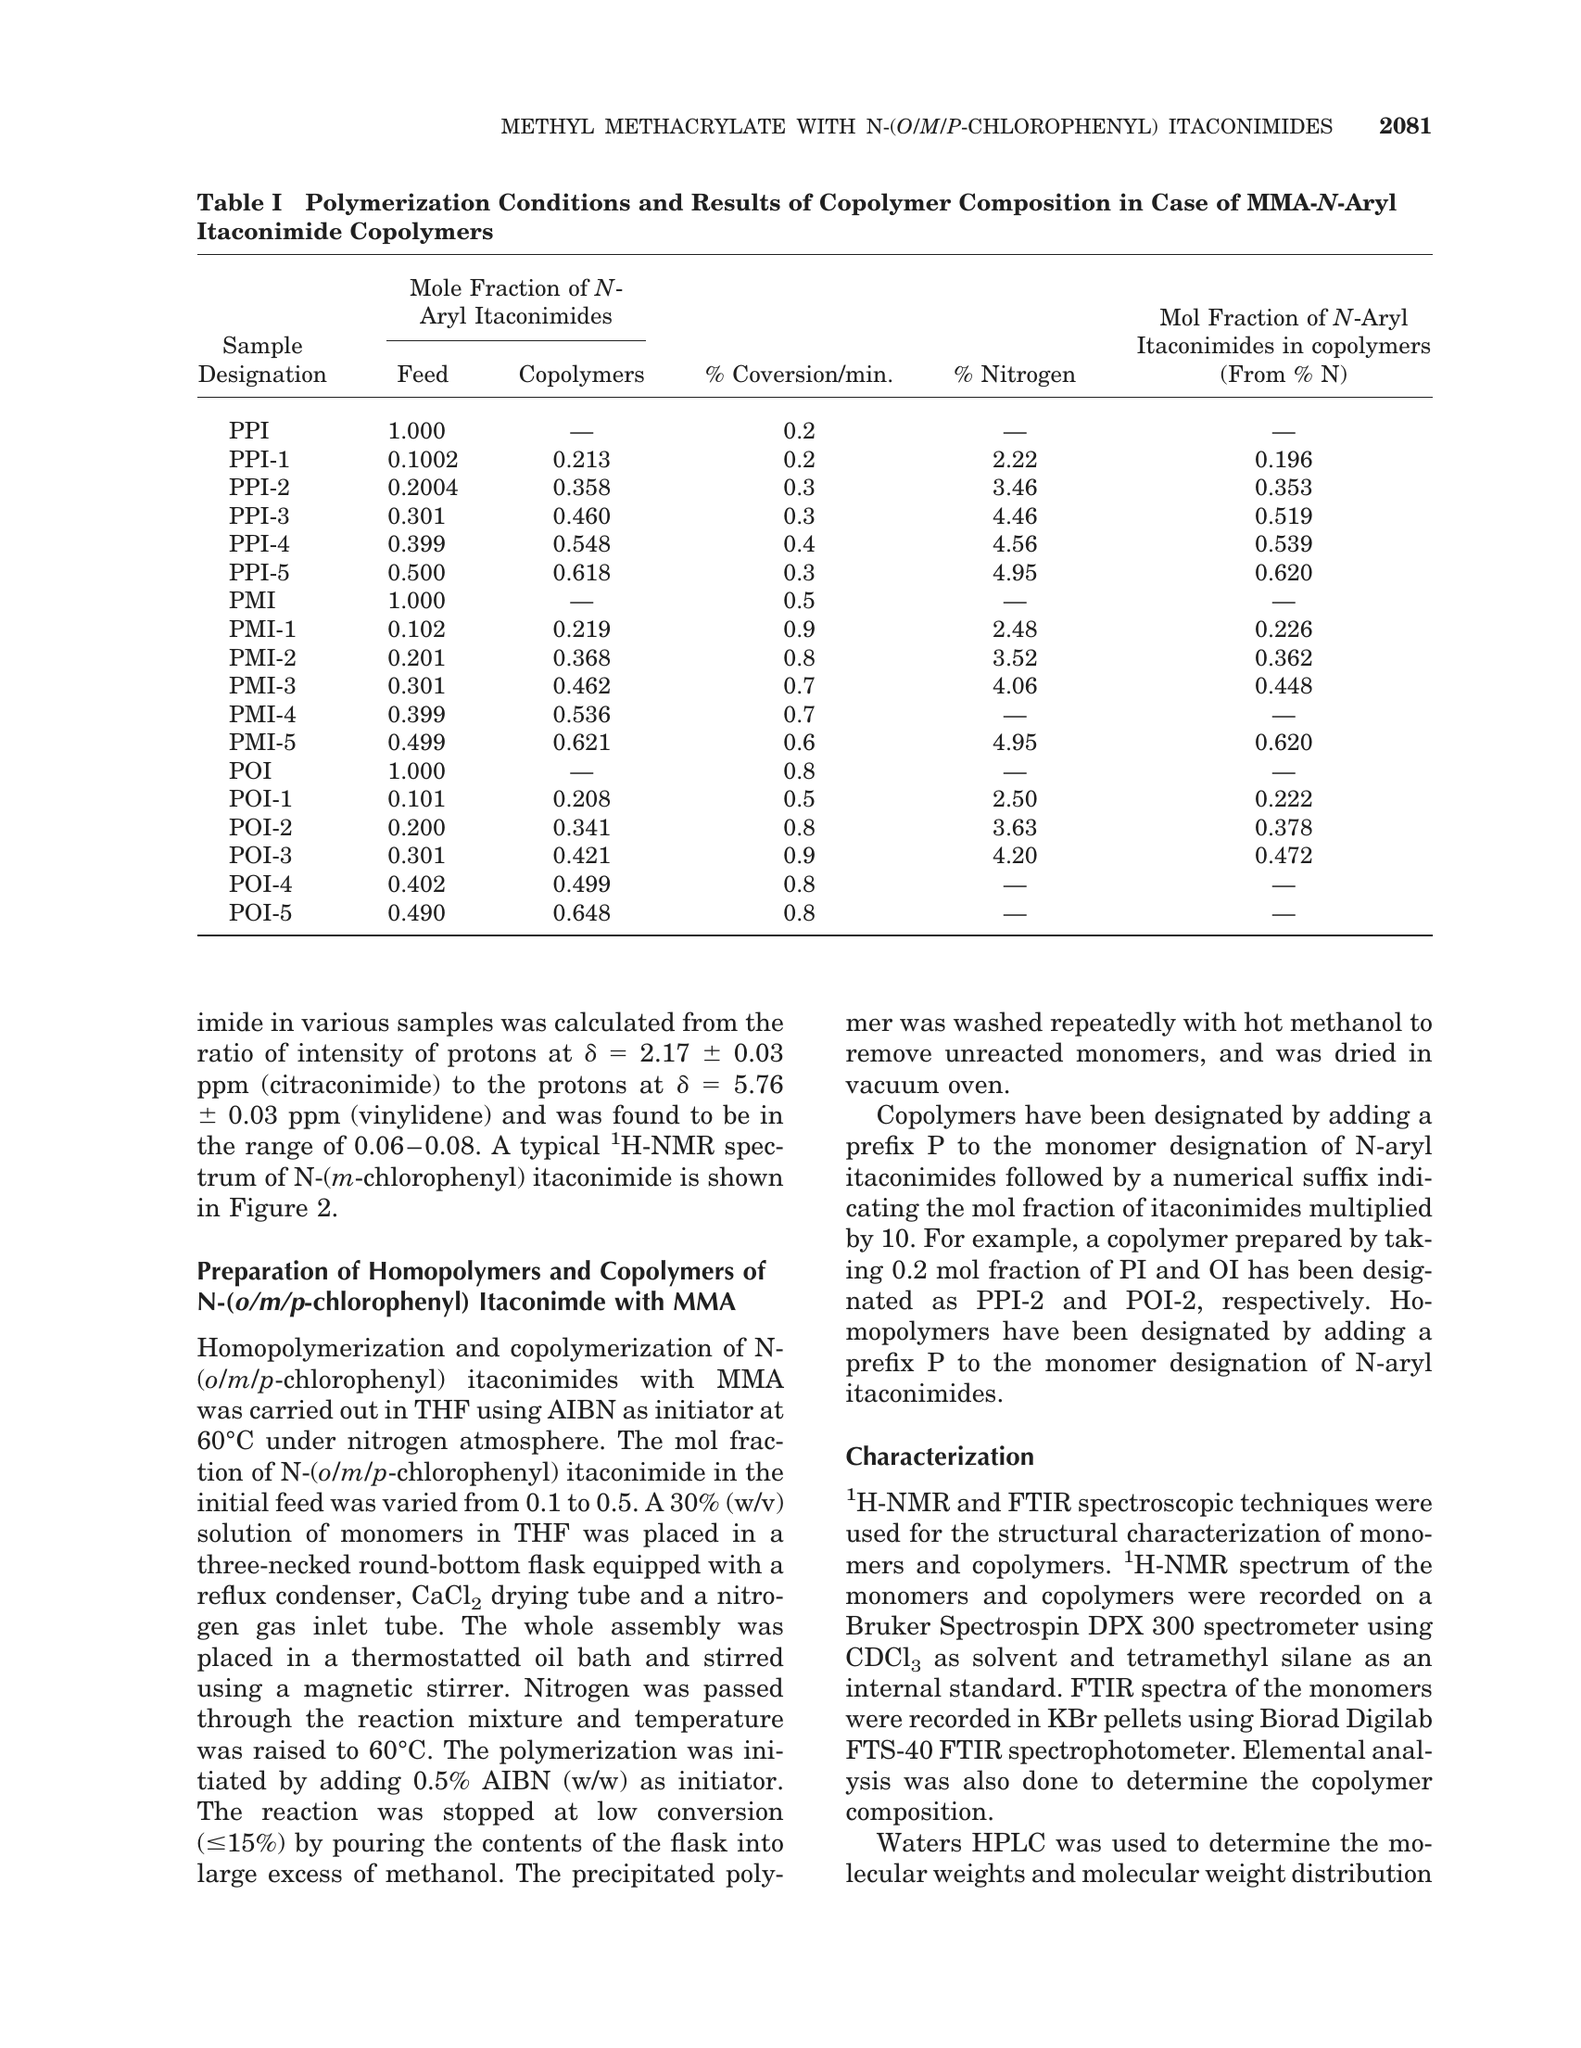 METHYL METHACRYLATE WITH N-(O/M/P-CHLOROPHENYL) ITACONIMIDES 2081
Table I Polymerization Conditions and Results of Copolymer Composition in Case of MMA-N-Aryl
Itaconimide Copolymers
Mole Fraction of N-
Aryl Itaconimides
Mol Fraction of N-Aryl
Sample
Itaconimides in copolymers
Designation Feed Copolymers % Coversion/min. % Nitrogen (From % N)
PPI 1.000 — 0.2 — —
PPI-1 0.1002 0.213 0.2 2.22 0.196
PPI-2 0.2004 0.358 0.3 3.46 0.353
PPI-3 0.301 0.460 0.3 4.46 0.519
PPI-4 0.399 0.548 0.4 4.56 0.539
PPI-5 0.500 0.618 0.3 4.95 0.620
PMI 1.000 — 0.5 — —
PMI-1 0.102 0.219 0.9 2.48 0.226
PMI-2 0.201 0.368 0.8 3.52 0.362
PMI-3 0.301 0.462 0.7 4.06 0.448
PMI-4 0.399 0.536 0.7 — —
PMI-5 0.499 0.621 0.6 4.95 0.620
POI 1.000 — 0.8 — —
POI-1 0.101 0.208 0.5 2.50 0.222
POI-2 0.200 0.341 0.8 3.63 0.378
POI-3 0.301 0.421 0.9 4.20 0.472
POI-4 0.402 0.499 0.8 — —
POI-5 0.490 0.648 0.8 — —
imide in various samples was calculated from the
ratio of intensity of protons at δ = 2.17 ± 0.03
ppm (citraconimide) to the protons at δ = 5.76
± 0.03 ppm (vinylidene) and was found to be in
the range of 0.06–0.08. A typical ¹H-NMR spec-
trum of N-(m-chlorophenyl) itaconimide is shown
in Figure 2.
Preparation of Homopolymers and Copolymers of
N-(o/m/p-chlorophenyl) Itaconimde with MMA
Homopolymerization and copolymerization of N-
(o/m/p-chlorophenyl) itaconimides with MMA
was carried out in THF using AIBN as initiator at
60°C under nitrogen atmosphere. The mol frac-
tion of N-(o/m/p-chlorophenyl) itaconimide in the
initial feed was varied from 0.1 to 0.5. A 30% (w/v)
solution of monomers in THF was placed in a
three-necked round-bottom flask equipped with a
reflux condenser, CaCl₂ drying tube and a nitro-
gen gas inlet tube. The whole assembly was
placed in a thermostatted oil bath and stirred
using a magnetic stirrer. Nitrogen was passed
through the reaction mixture and temperature
was raised to 60°C. The polymerization was ini-
tiated by adding 0.5% AIBN (w/w) as initiator.
The reaction was stopped at low conversion
(≤15%) by pouring the contents of the flask into
large excess of methanol. The precipitated poly-
mer was washed repeatedly with hot methanol to
remove unreacted monomers, and was dried in
vacuum oven.
Copolymers have been designated by adding a
prefix P to the monomer designation of N-aryl
itaconimides followed by a numerical suffix indi-
cating the mol fraction of itaconimides multiplied
by 10. For example, a copolymer prepared by tak-
ing 0.2 mol fraction of PI and OI has been desig-
nated as PPI-2 and POI-2, respectively. Ho-
mopolymers have been designated by adding a
prefix P to the monomer designation of N-aryl
itaconimides.
Characterization
¹H-NMR and FTIR spectroscopic techniques were
used for the structural characterization of mono-
mers and copolymers. ¹H-NMR spectrum of the
monomers and copolymers were recorded on a
Bruker Spectrospin DPX 300 spectrometer using
CDCl₃ as solvent and tetramethyl silane as an
internal standard. FTIR spectra of the monomers
were recorded in KBr pellets using Biorad Digilab
FTS-40 FTIR spectrophotometer. Elemental anal-
ysis was also done to determine the copolymer
composition.
Waters HPLC was used to determine the mo-
lecular weights and molecular weight distribution